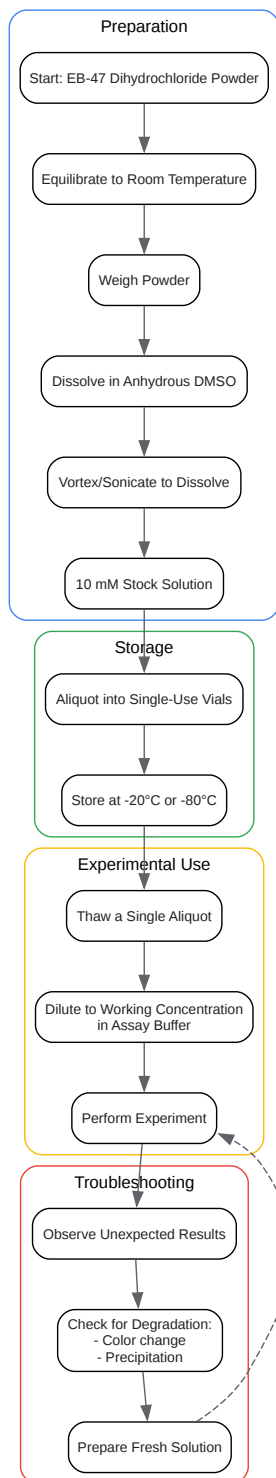 Preparation
Start: EB-47 Dihydrochloride Powder
Equilibrate to Room Temperature
Weigh Powder
Dissolve in Anhydrous DMSO
Vortex/Sonicate to Dissolve
10 mM Stock Solution
Storage
Aliquot into Single-Use Vials
Store at -20°C or -80°C
Experimental Use
Thaw a Single Aliquot
Dilute to Working Concentration
in Assay Buffer
Perform Experiment
Troubleshooting
Observe Unexpected Results
Check for Degradation:
- Color change
- Precipitation
Prepare Fresh Solution